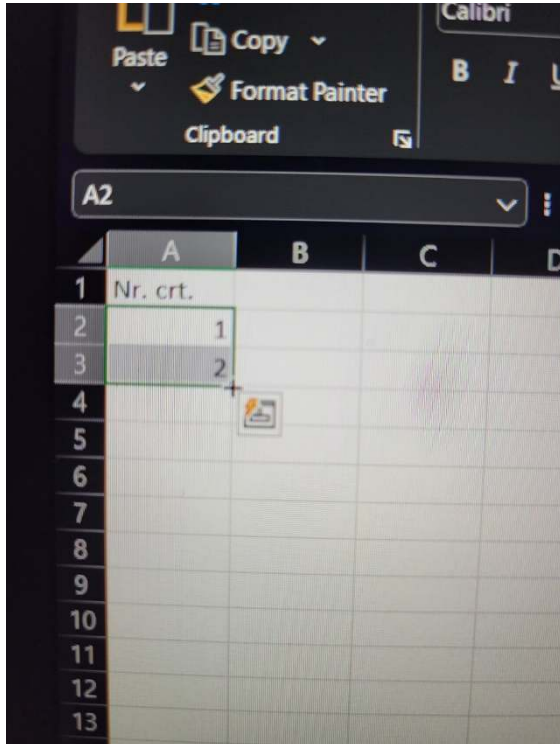 Calibri
Copy
Paste
B I U
Format Painter
Clipboard
A2
A B C D
1 Nr. crt.
2 1
3 2
4
5
6
7
8
9
10
11
12
13